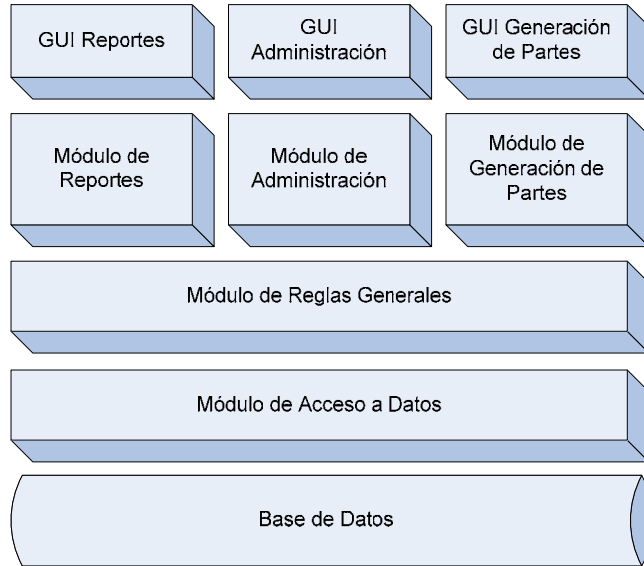 GUI Reportes
GUI
Administración
GUI Generación
de Partes
Módulo de
Reportes
Módulo de
Administración
Módulo de
Generación de
Partes
Módulo de Reglas Generales
Módulo de Acceso a Datos
Base de Datos